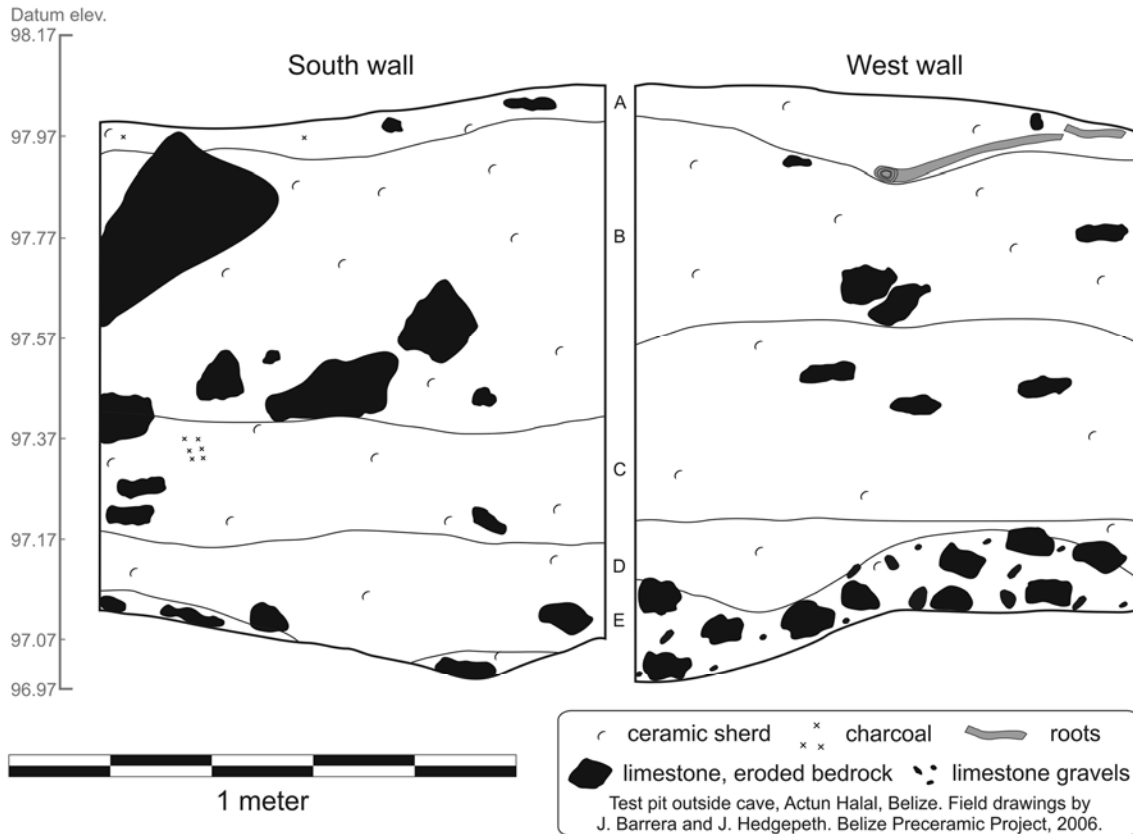 Datum elev.
98.17
97.97
97.77
97.57
97.37
97.17
97.07
96.97
South wall
West wall
A
B
C
D
E
1 meter
ceramic sherd
charcoal
roots
limestone, eroded bedrock
limestone gravels
Test pit outside cave, Actun Halal, Belize. Field drawings by
J. Barrera and J. Hedgepeth. Belize Preceramic Project, 2006.